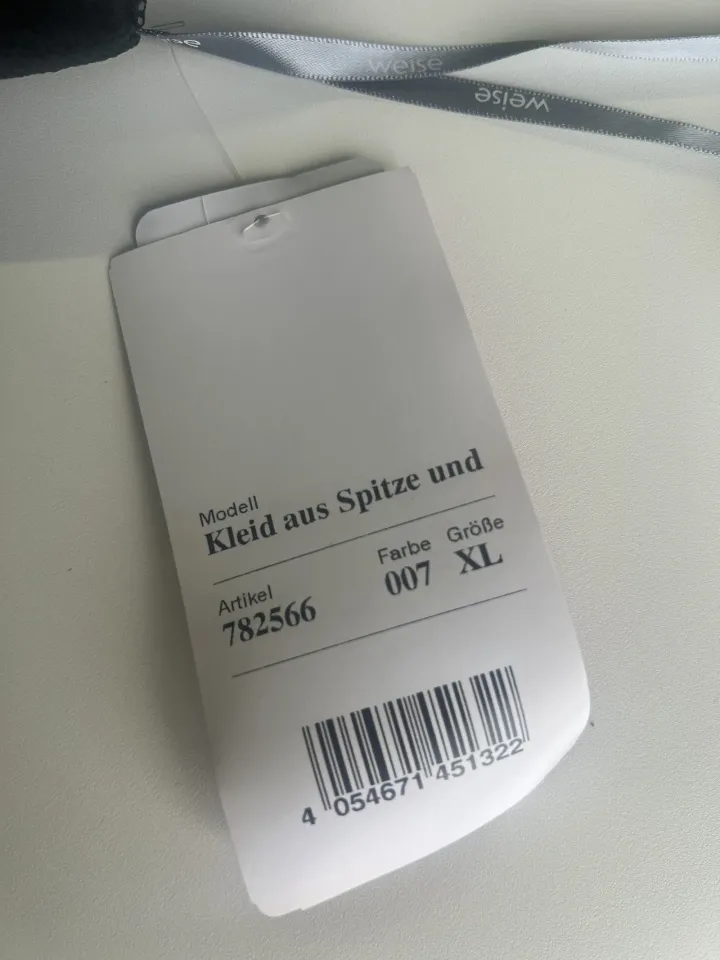 weise
weise
Modell
Kleid aus Spitze und
Artikel Farbe Größe
782566 007 XL
4 054671 451322